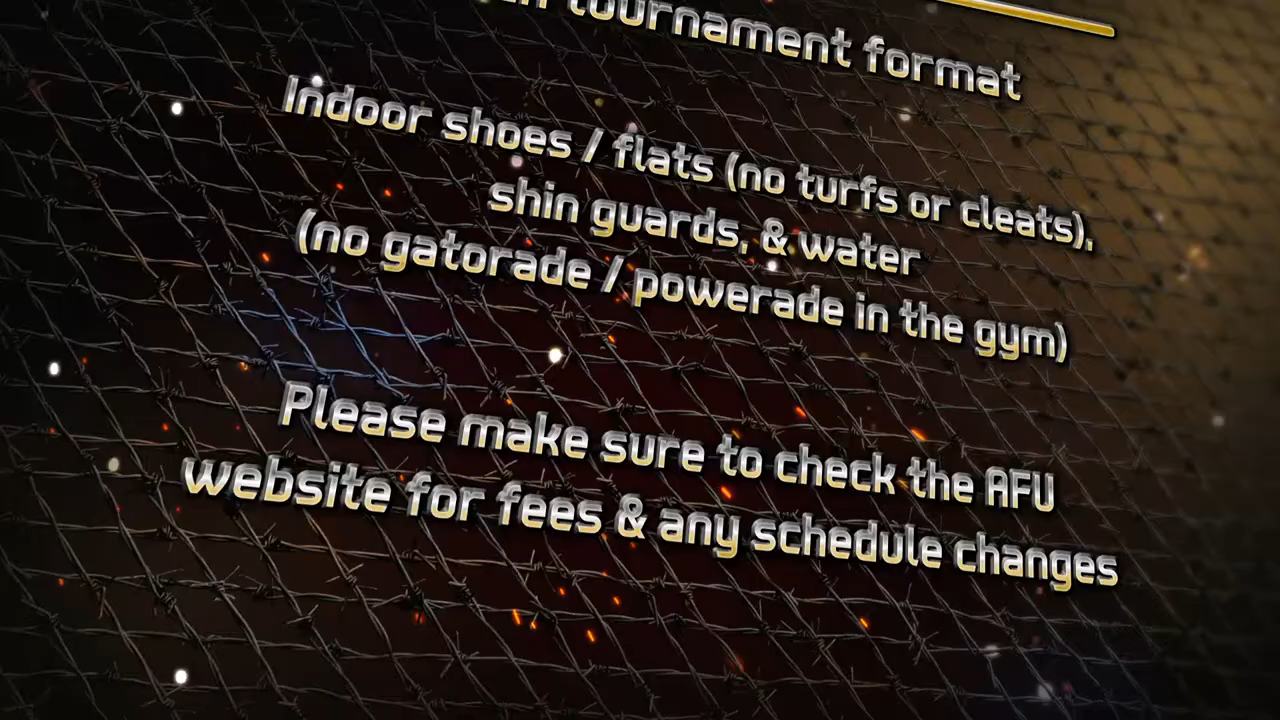 tournament format
Indoor shoes / flats (no turfs or cleats),
shin guards, & water
(no gatorade / powerade in the gym)
Please make sure to check the AFU
website for fees & any schedule changes